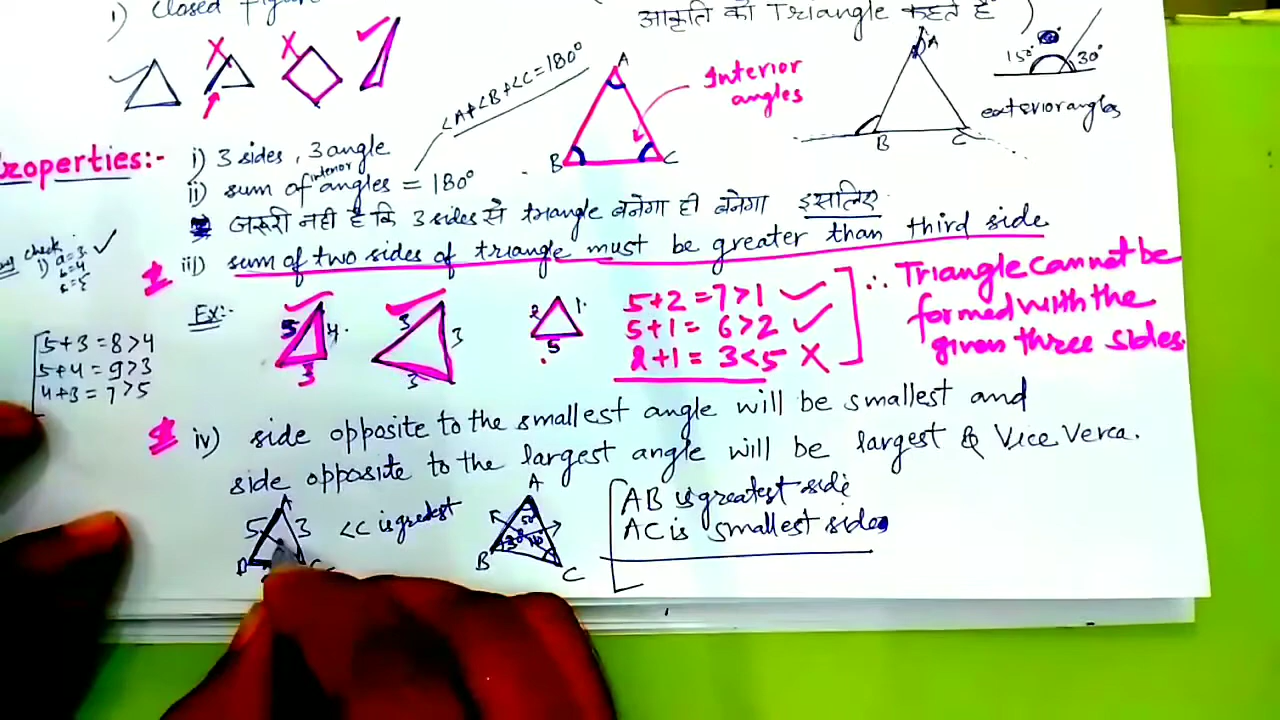 i) Closed figure
आकृति को Triangle कहते हैं )
X
X
∠A+∠B+∠C=180°
A
B
C
Interior
angles
A
B
C
150°
30°
exterior angles
Properties:-
i) 3 sides, 3 angle
ii) sum of interior angles = 180°
जरूरी नही है कि 3 sides से triangle बनेगा ही बनेगा इसलिए
iii) sum of two sides of triangle must be greater than third side
check
i) a=3
b=4
5+3=8>4
5+4=9>3
4+3=7>5
Ex:-
5
4
3
3
3
3
2
1
5
5+2=7>1
5+1=6>2
2+1=3<5 X
∴ Triangle cannot be
formed with the
given three sides.
iv) side opposite to the smallest angle will be smallest and
side opposite to the largest angle will be largest & Vice Verca.
A
5
3
∠C is greatest
A
50°
B
C
AB is greatest side
AC is smallest side